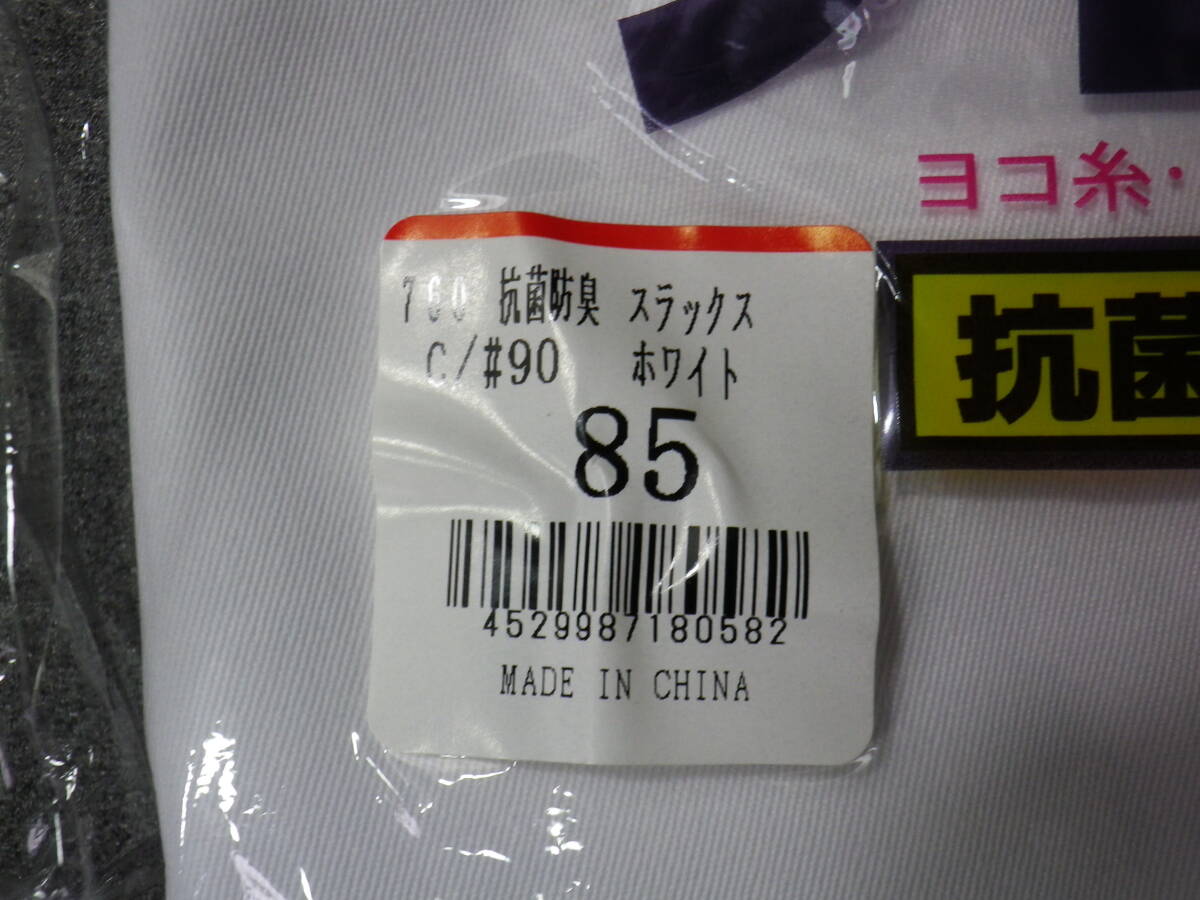 ヨコ糸・
抗菌
760 抗菌防臭 スラックス
C/#90 ホワイト
85
4529987180582
MADE IN CHINA